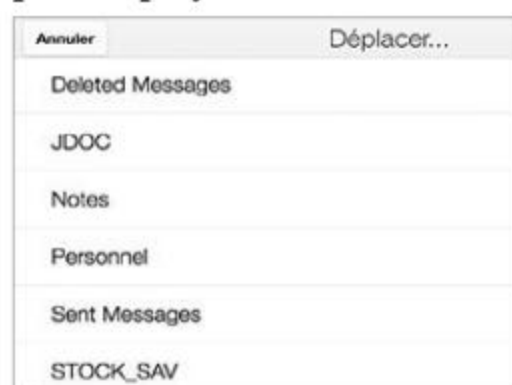 Annuler Déplacer...
Deleted Messages
JDOC
Notes
Personnel
Sent Messages
STOCK_SAV